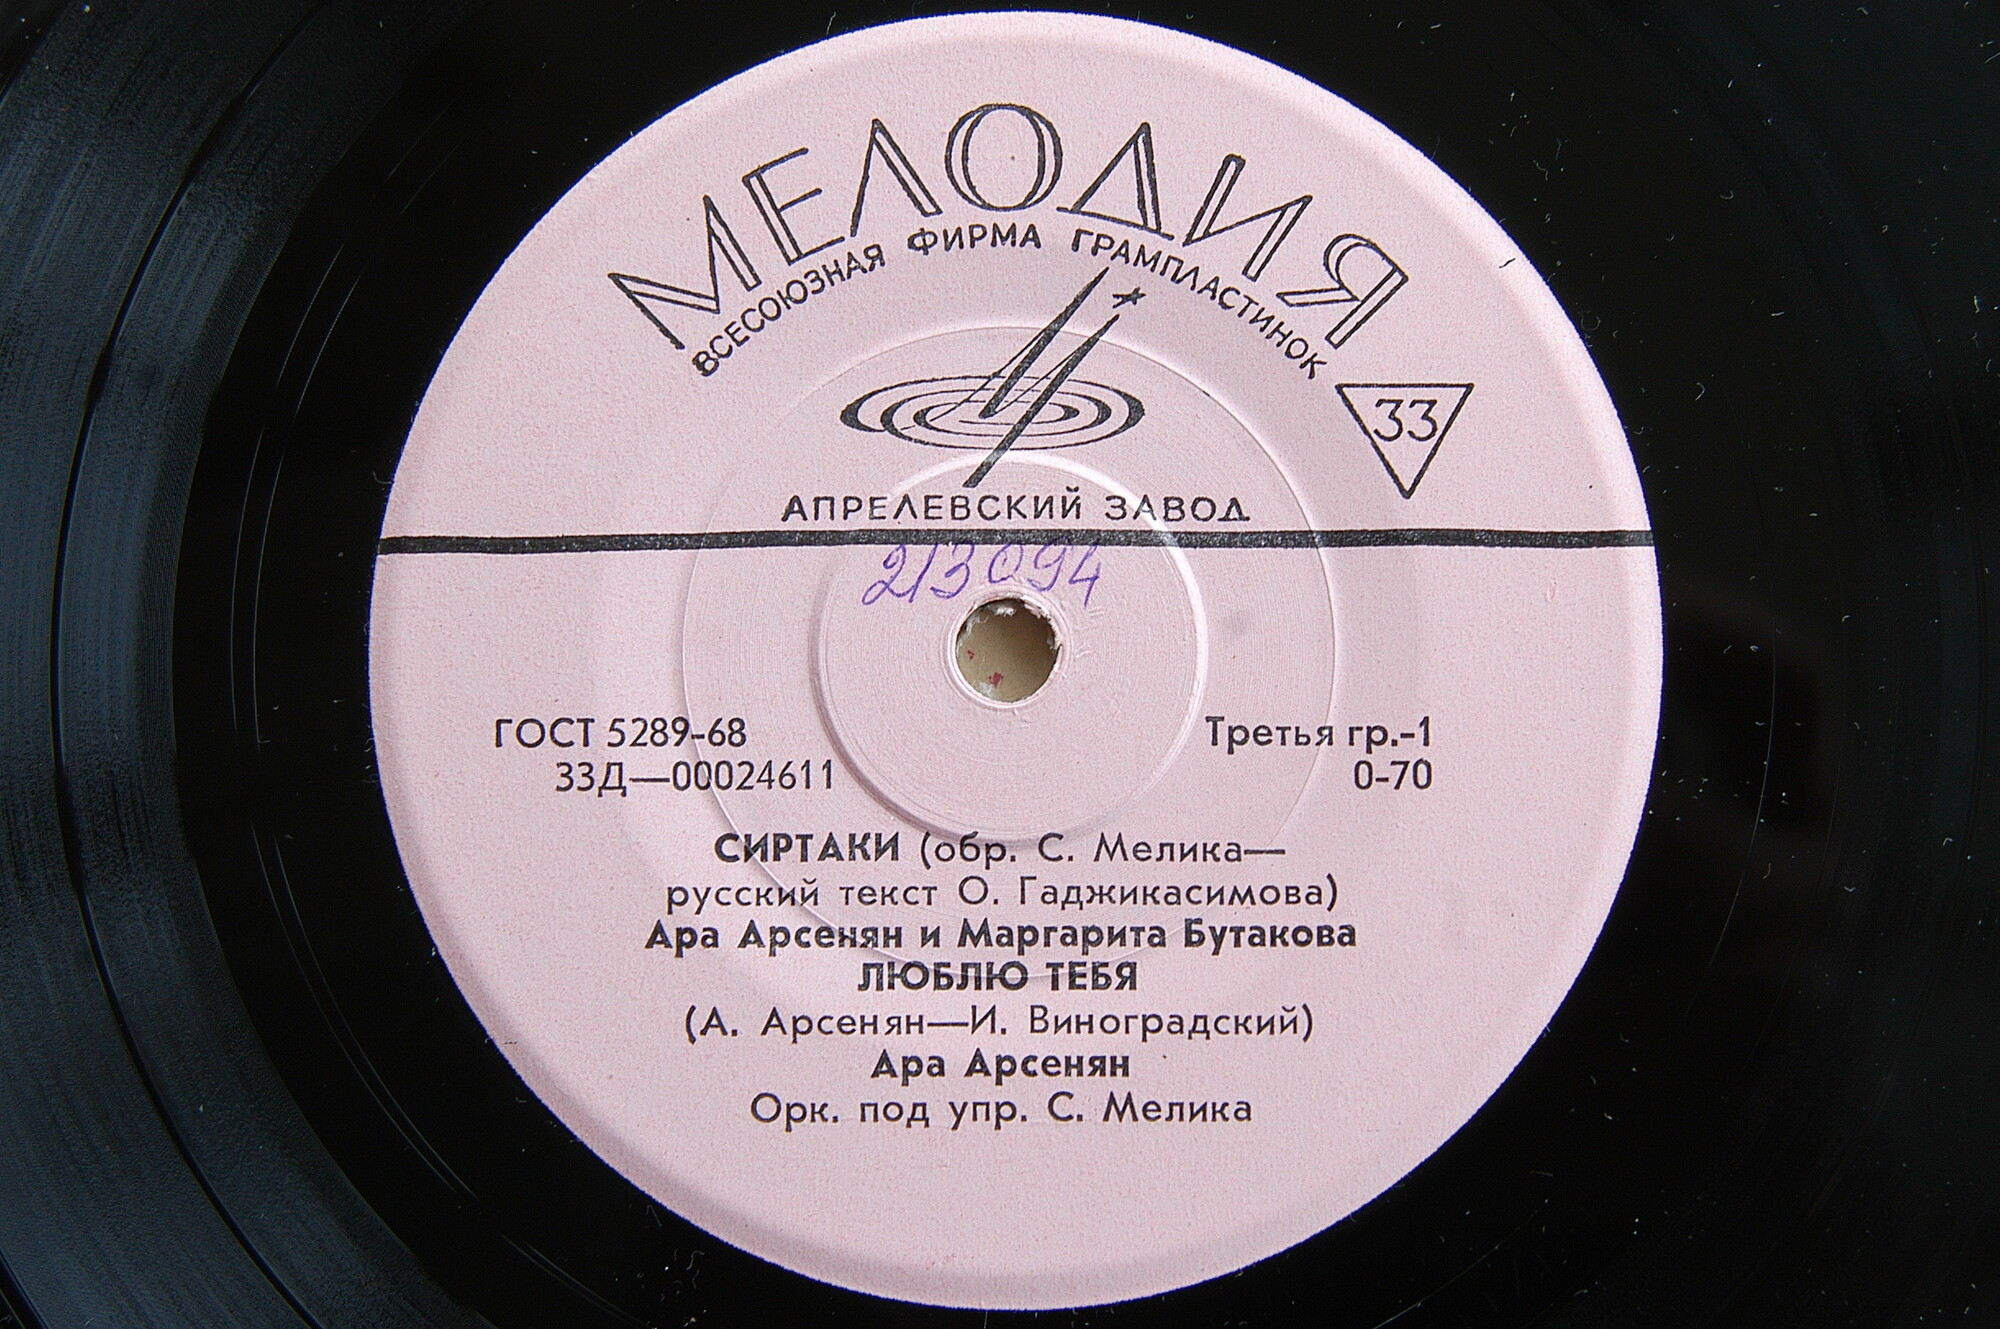 МЕЛОДИЯ
ВСЕСОЮЗНАЯ ФИРМА ГРАМПЛАСТИНОК
33
АПРЕЛЕВСКИЙ ЗАВОД
213094
ГОСТ 5289-68
Третья гр.-1
33Д—00024611
0-70
СИРТАКИ (обр. С. Мелика—
русский текст О. Гаджикасимова)
Ара Арсенян и Маргарита Бутакова
ЛЮБЛЮ ТЕБЯ
(А. Арсенян—И. Виноградский)
Ара Арсенян
Орк. под упр. С. Мелика